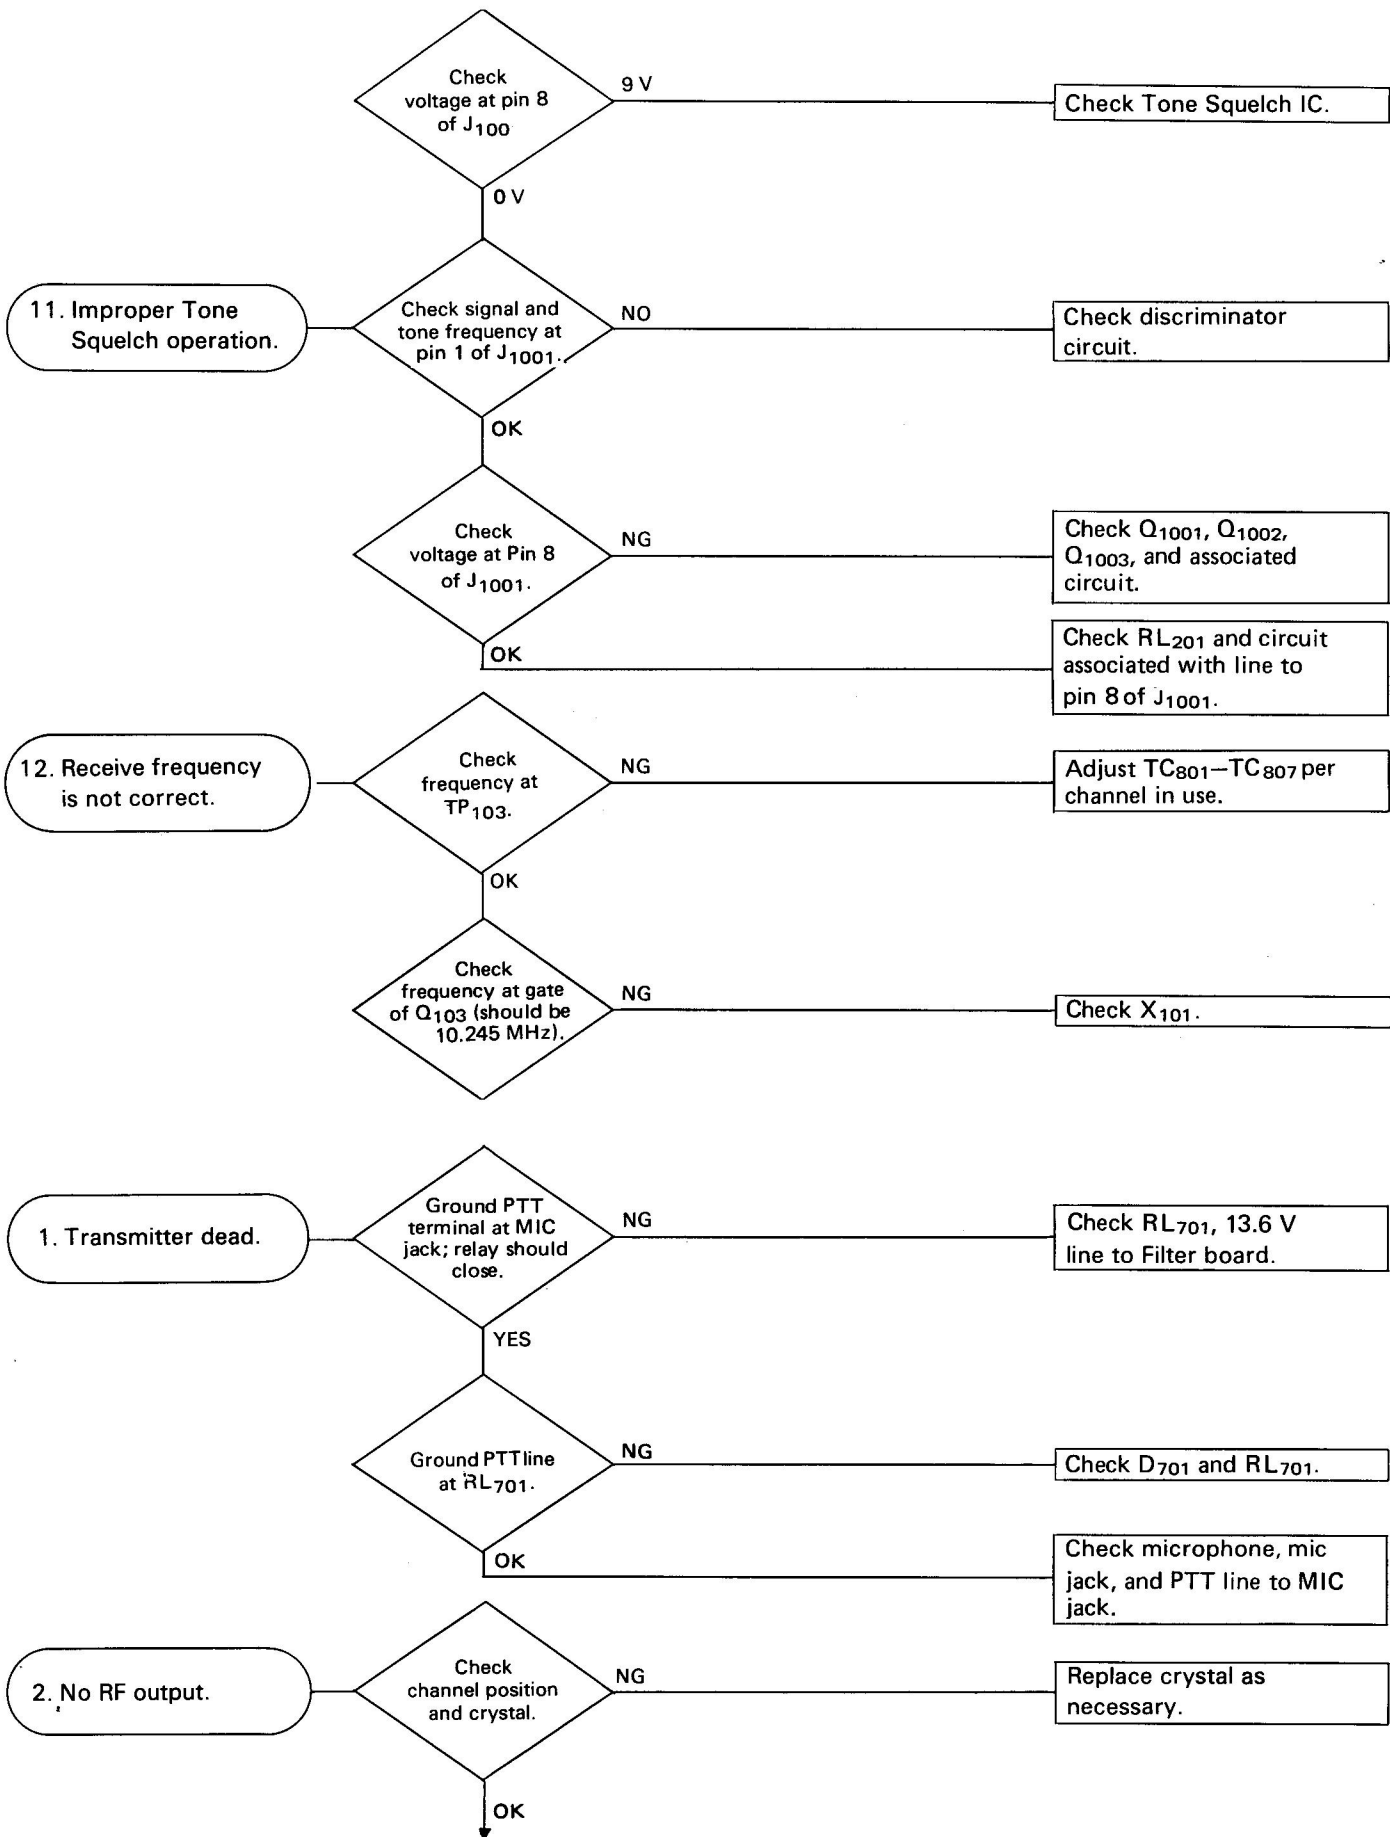 Check
voltage at pin 8
of J100
9 V
Check Tone Squelch IC.
0 V
11. Improper Tone
Squelch operation.
Check signal and
tone frequency at
pin 1 of J1001.
NO
Check discriminator
circuit.
OK
Check
voltage at Pin 8
of J1001.
NG
Check Q1001, Q1002,
Q1003, and associated
circuit.
OK
Check RL201 and circuit
associated with line to
pin 8 of J1001.
12. Receive frequency
is not correct.
Check
frequency at
TP103.
NG
Adjust TC801–TC807 per
channel in use.
OK
Check
frequency at gate
of Q103 (should be
10.245 MHz).
NG
Check X101.
1. Transmitter dead.
Ground PTT
terminal at MIC
jack; relay should
close.
NG
Check RL701, 13.6 V
line to Filter board.
YES
Ground PTT line
at RL701.
NG
Check D701 and RL701.
OK
Check microphone, mic
jack, and PTT line to MIC
jack.
2. No RF output.
Check
channel position
and crystal.
NG
Replace crystal as
necessary.
OK